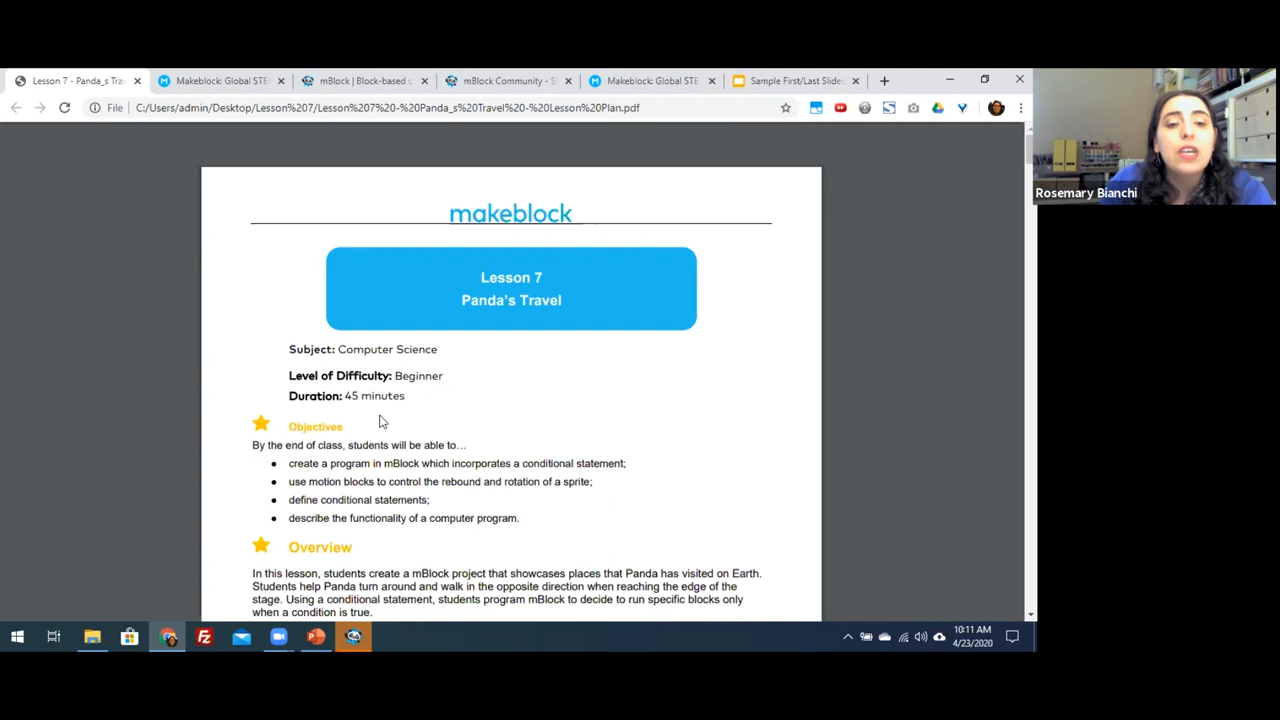 Lesson 7 - Panda_s Tra
Makeblock: Global STE
mBlock | Block-based c
mBlock Community - S
Makeblock: Global STE
Sample First/Last Slide
File
C:/Users/admin/Desktop/Lesson%207/Lesson%207%20-%20Panda_s%20Travel%20-%20Lesson%20Plan.pdf
Rosemary Bianchi
makeblock
Lesson 7
Panda's Travel
Subject: Computer Science
Level of Difficulty: Beginner
Duration: 45 minutes
Objectives
By the end of class, students will be able to…
● create a program in mBlock which incorporates a conditional statement;
● use motion blocks to control the rebound and rotation of a sprite;
● define conditional statements;
● describe the functionality of a computer program.
Overview
In this lesson, students create a mBlock project that showcases places that Panda has visited on Earth.
Students help Panda turn around and walk in the opposite direction when reaching the edge of the
stage. Using a conditional statement, students program mBlock to decide to run specific blocks only
when a condition is true.
10:11 AM
4/23/2020